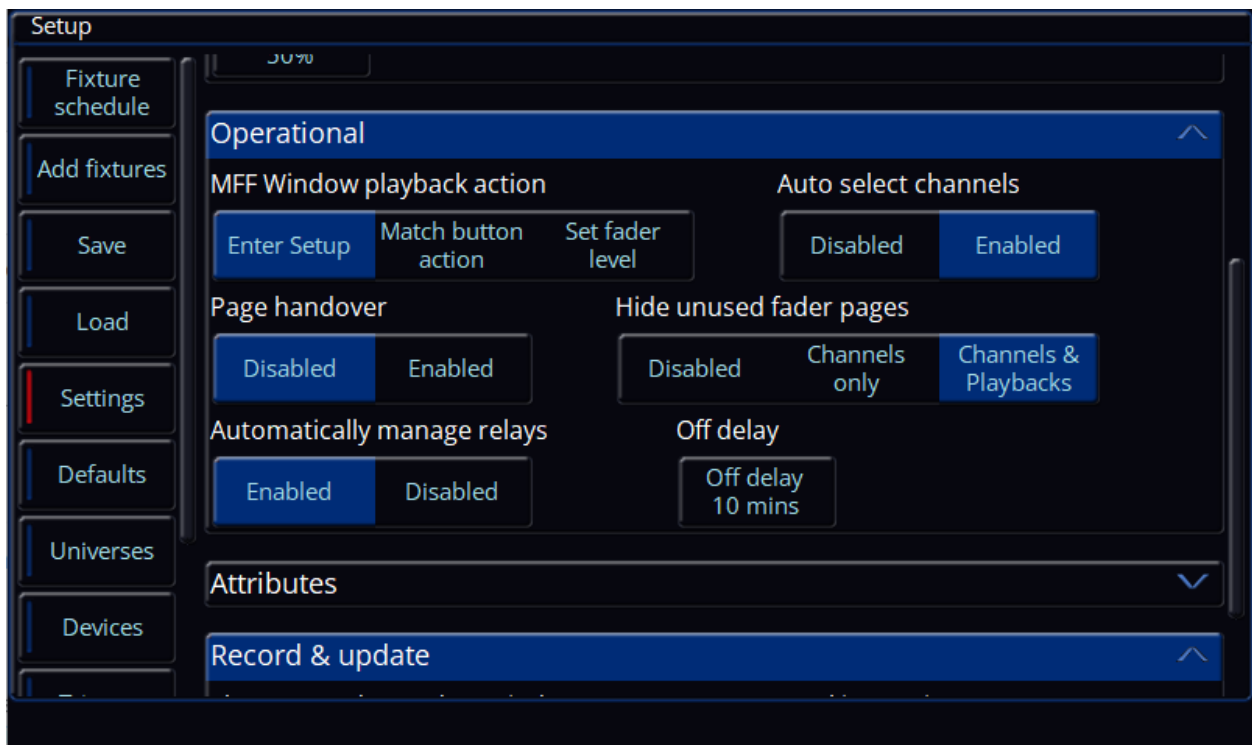 Setup
Fixture
schedule
Add fixtures
Save
Load
Settings
Defaults
Universes
Devices
Operational
MFF Window playback action
Auto select channels
Enter Setup
Match button
action
Set fader
level
Disabled
Enabled
Page handover
Hide unused fader pages
Disabled
Enabled
Disabled
Channels
only
Channels &
Playbacks
Automatically manage relays
Off delay
Enabled
Disabled
Off delay
10 mins
Attributes
Record & update